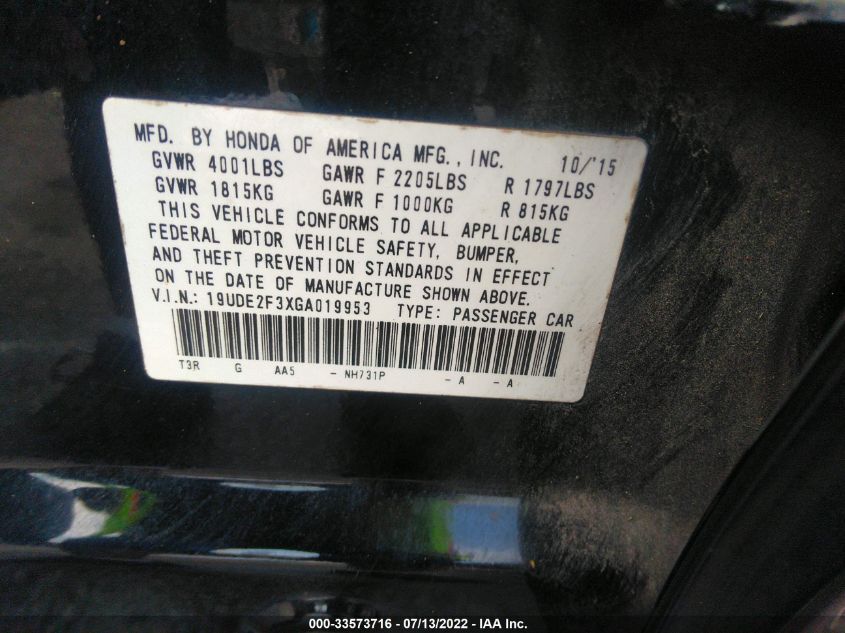 MFD. BY HONDA OF AMERICA MFG., INC. 10/'15
GVWR 4001LBS GAWR F 2205LBS R 1797LBS
GVWR 1815KG GAWR F 1000KG R 815KG
THIS VEHICLE CONFORMS TO ALL APPLICABLE
FEDERAL MOTOR VEHICLE SAFETY, BUMPER,
AND THEFT PREVENTION STANDARDS IN EFFECT
ON THE DATE OF MANUFACTURE SHOWN ABOVE.
V.I.N.: 19UDE2F3XGA019953 TYPE: PASSENGER CAR
T3R G AA5 - NH731P - A - A
000-33573716 - 07/13/2022 - IAA Inc.